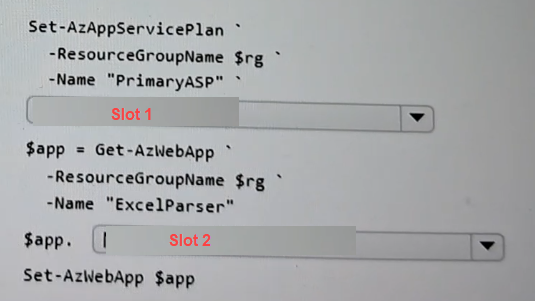 Set-AzAppServicePlan `
-ResourceGroupName $rg `
-Name "PrimaryASP" `
Slot 1
$app = Get-AzWebApp `
-ResourceGroupName $rg `
-Name "ExcelParser"
$app. Slot 2
Set-AzWebApp $app